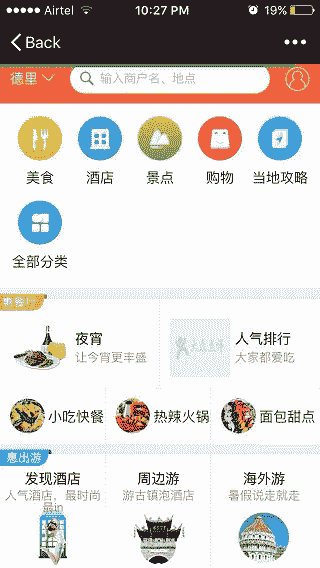 Airtel 10:27 PM 19%
Back
德里 输入商户名、地点
美食 酒店 景点 购物 当地攻略
全部分类
夜宵 人气排行
让今宵更丰盛 大家都爱吃
小吃快餐 热辣火锅 面包甜点
惠出游
发现酒店 周边游 海外游
人气酒店，最时尚 游古镇泡酒店 暑假说走就走
最in